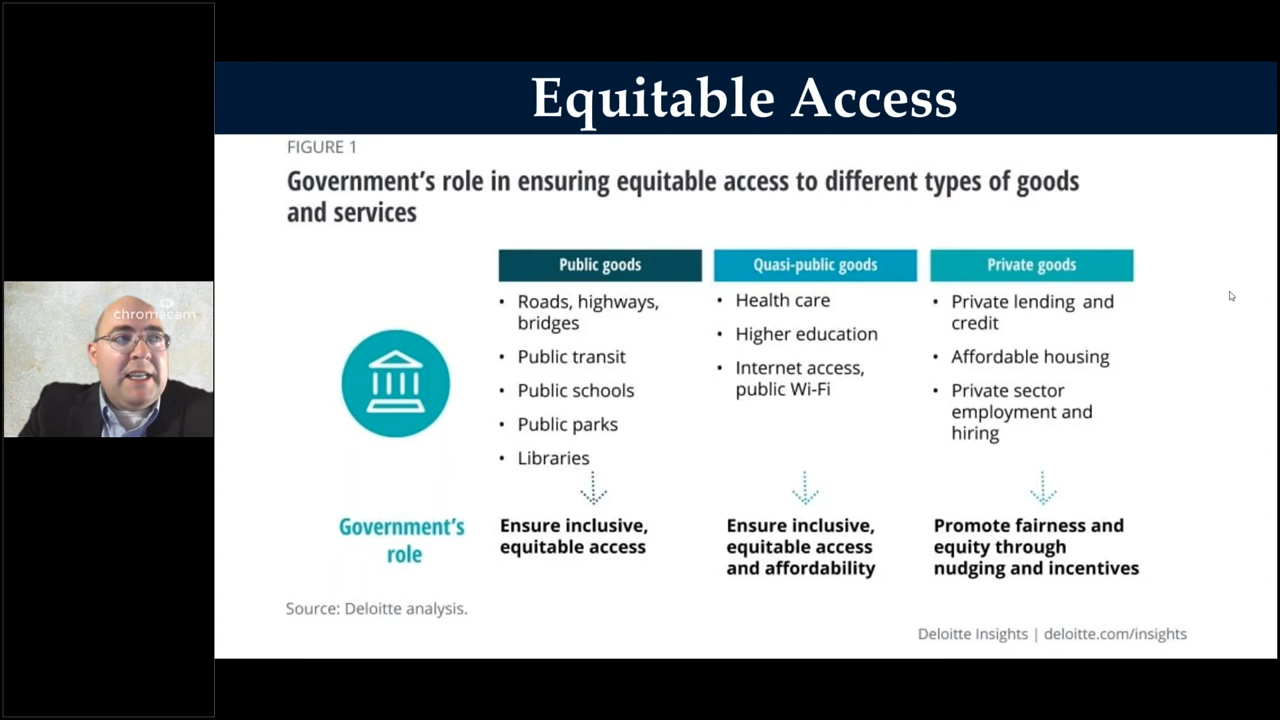 Equitable Access
FIGURE 1
Government's role in ensuring equitable access to different types of goods
and services
Public goods
• Roads, highways,
bridges
• Public transit
• Public schools
• Public parks
• Libraries
Ensure inclusive,
equitable access
Quasi-public goods
• Health care
• Higher education
• Internet access,
public Wi-Fi
Ensure inclusive,
equitable access
and affordability
Private goods
• Private lending and
credit
• Affordable housing
• Private sector
employment and
hiring
Promote fairness and
equity through
nudging and incentives
Government's
role
Source: Deloitte analysis.
Deloitte Insights | deloitte.com/insights
chromacam